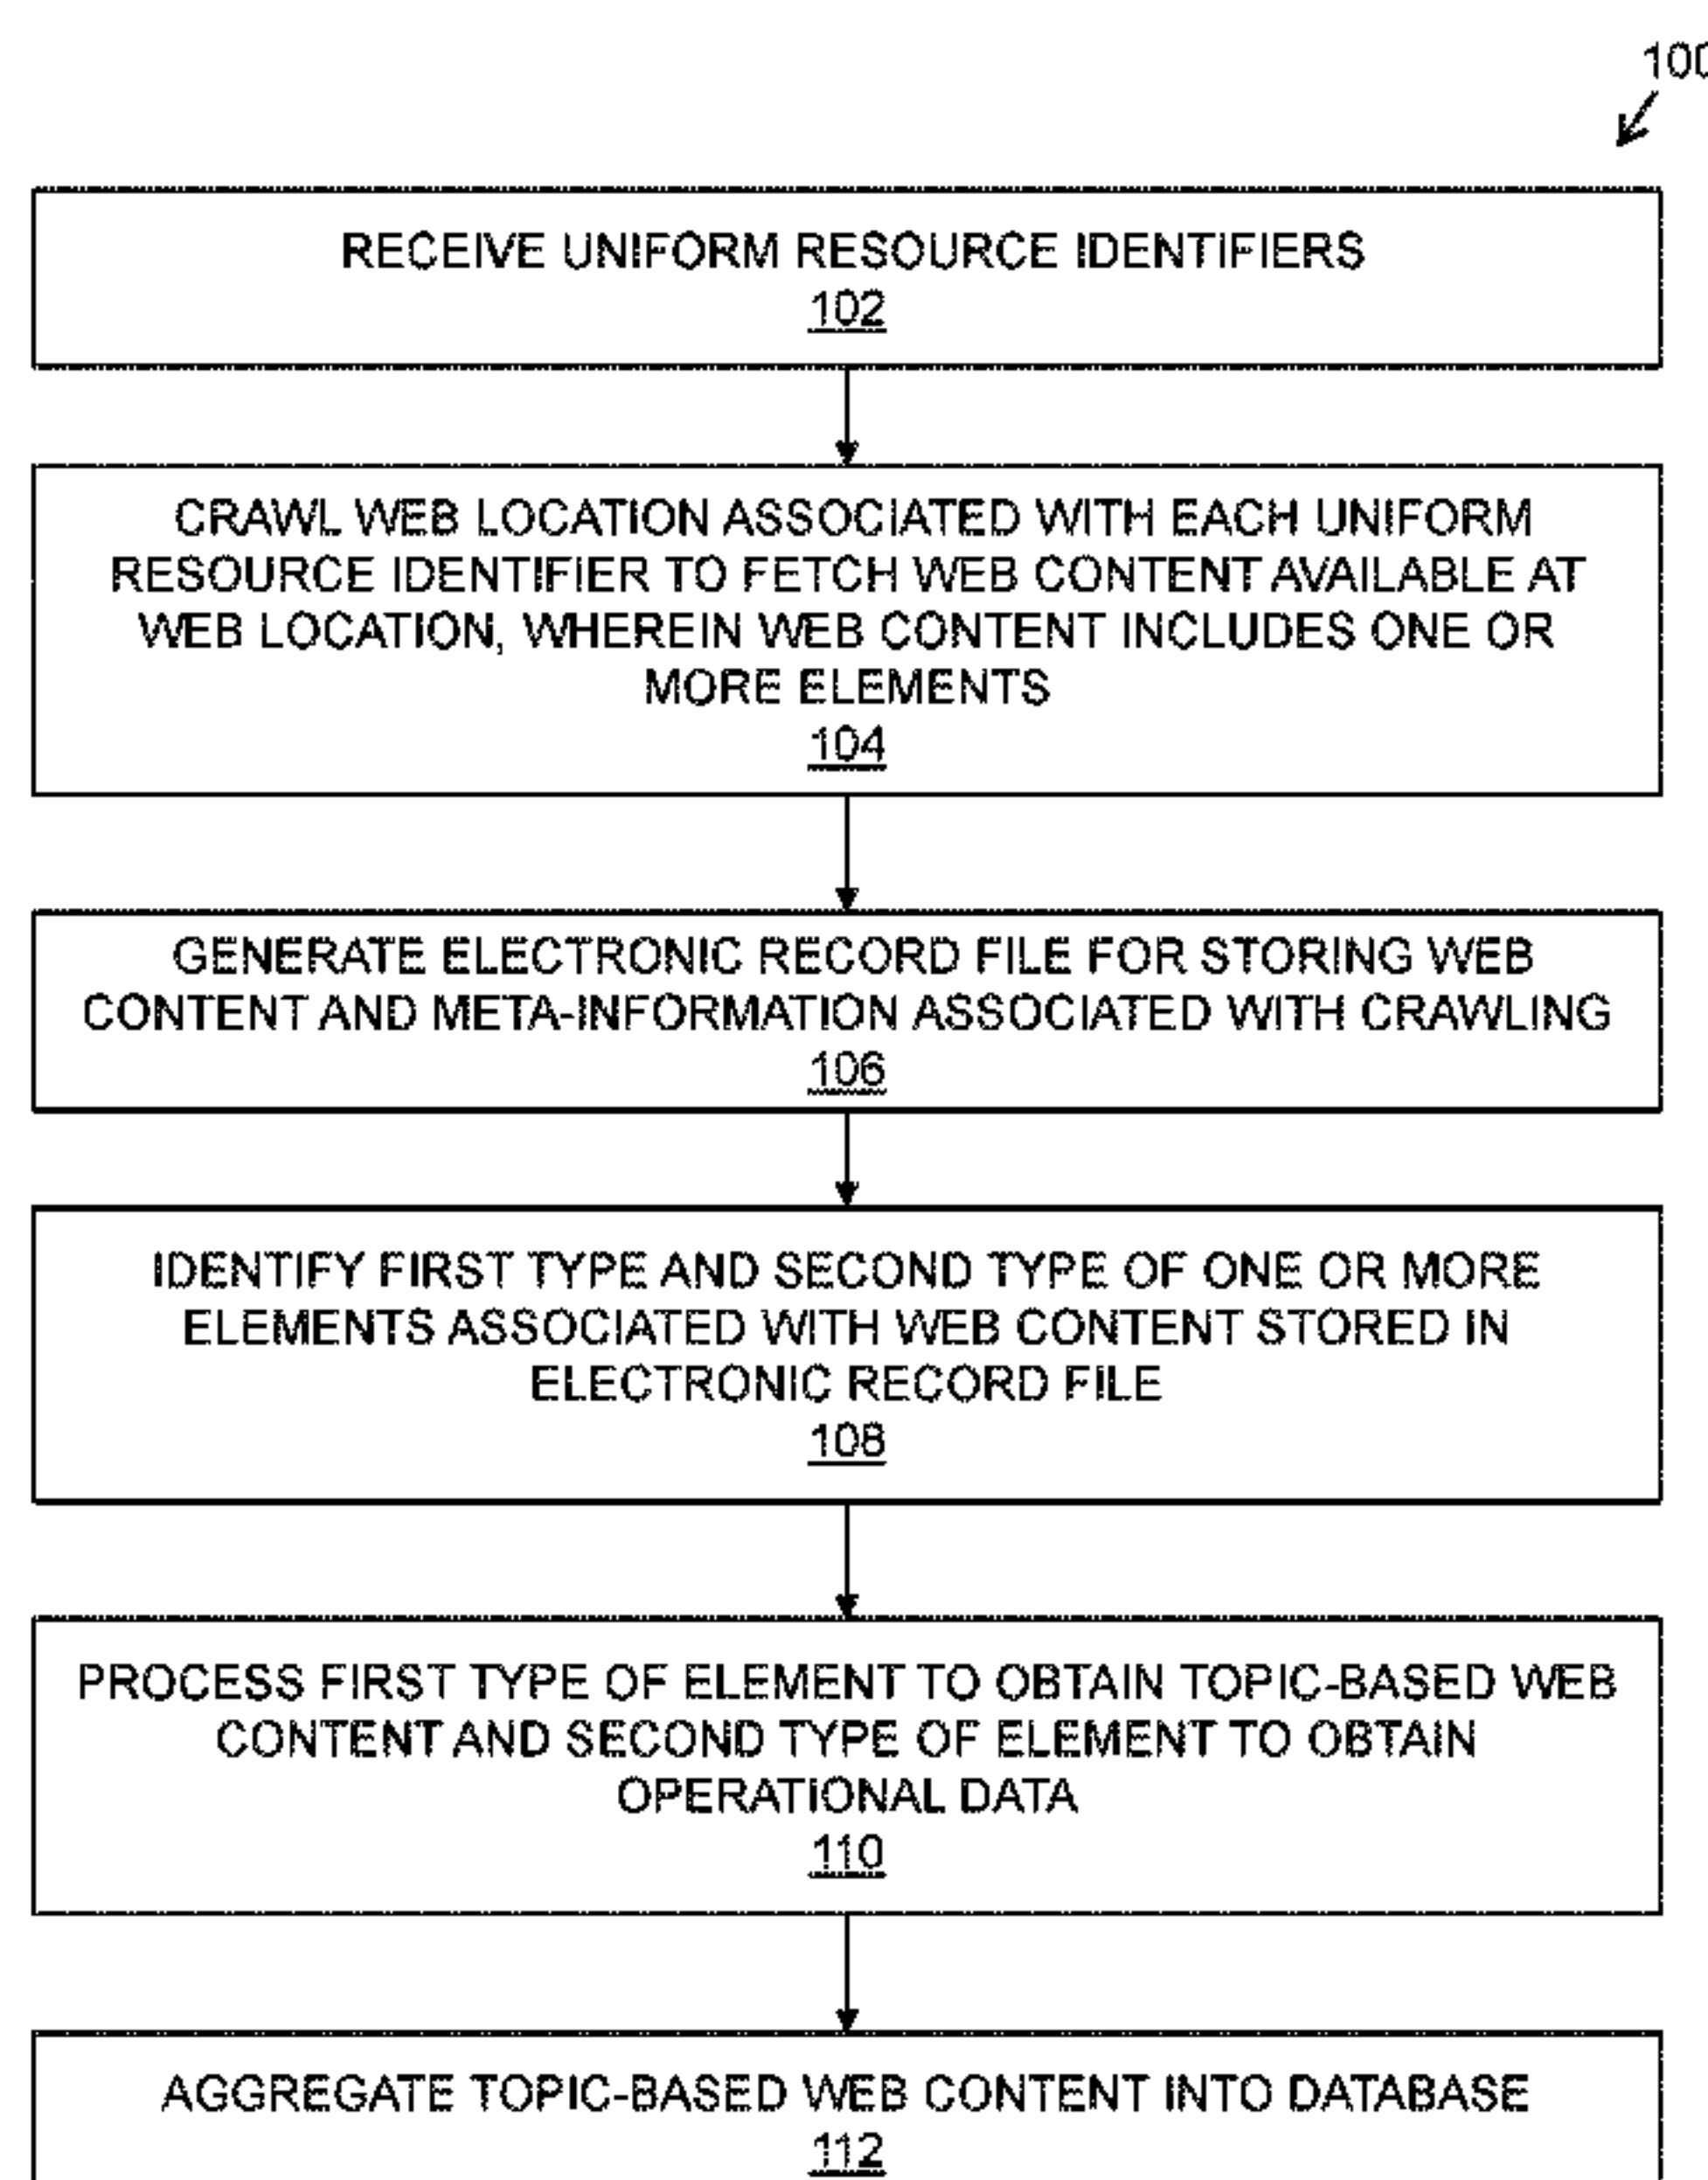 100
RECEIVE UNIFORM RESOURCE IDENTIFIERS
102
CRAWL WEB LOCATION ASSOCIATED WITH EACH UNIFORM
RESOURCE IDENTIFIER TO FETCH WEB CONTENT AVAILABLE AT
WEB LOCATION, WHEREIN WEB CONTENT INCLUDES ONE OR
MORE ELEMENTS
104
GENERATE ELECTRONIC RECORD FILE FOR STORING WEB
CONTENT AND META-INFORMATION ASSOCIATED WITH CRAWLING
106
IDENTIFY FIRST TYPE AND SECOND TYPE OF ONE OR MORE
ELEMENTS ASSOCIATED WITH WEB CONTENT STORED IN
ELECTRONIC RECORD FILE
108
PROCESS FIRST TYPE OF ELEMENT TO OBTAIN TOPIC-BASED WEB
CONTENT AND SECOND TYPE OF ELEMENT TO OBTAIN
OPERATIONAL DATA
110
AGGREGATE TOPIC-BASED WEB CONTENT INTO DATABASE
112